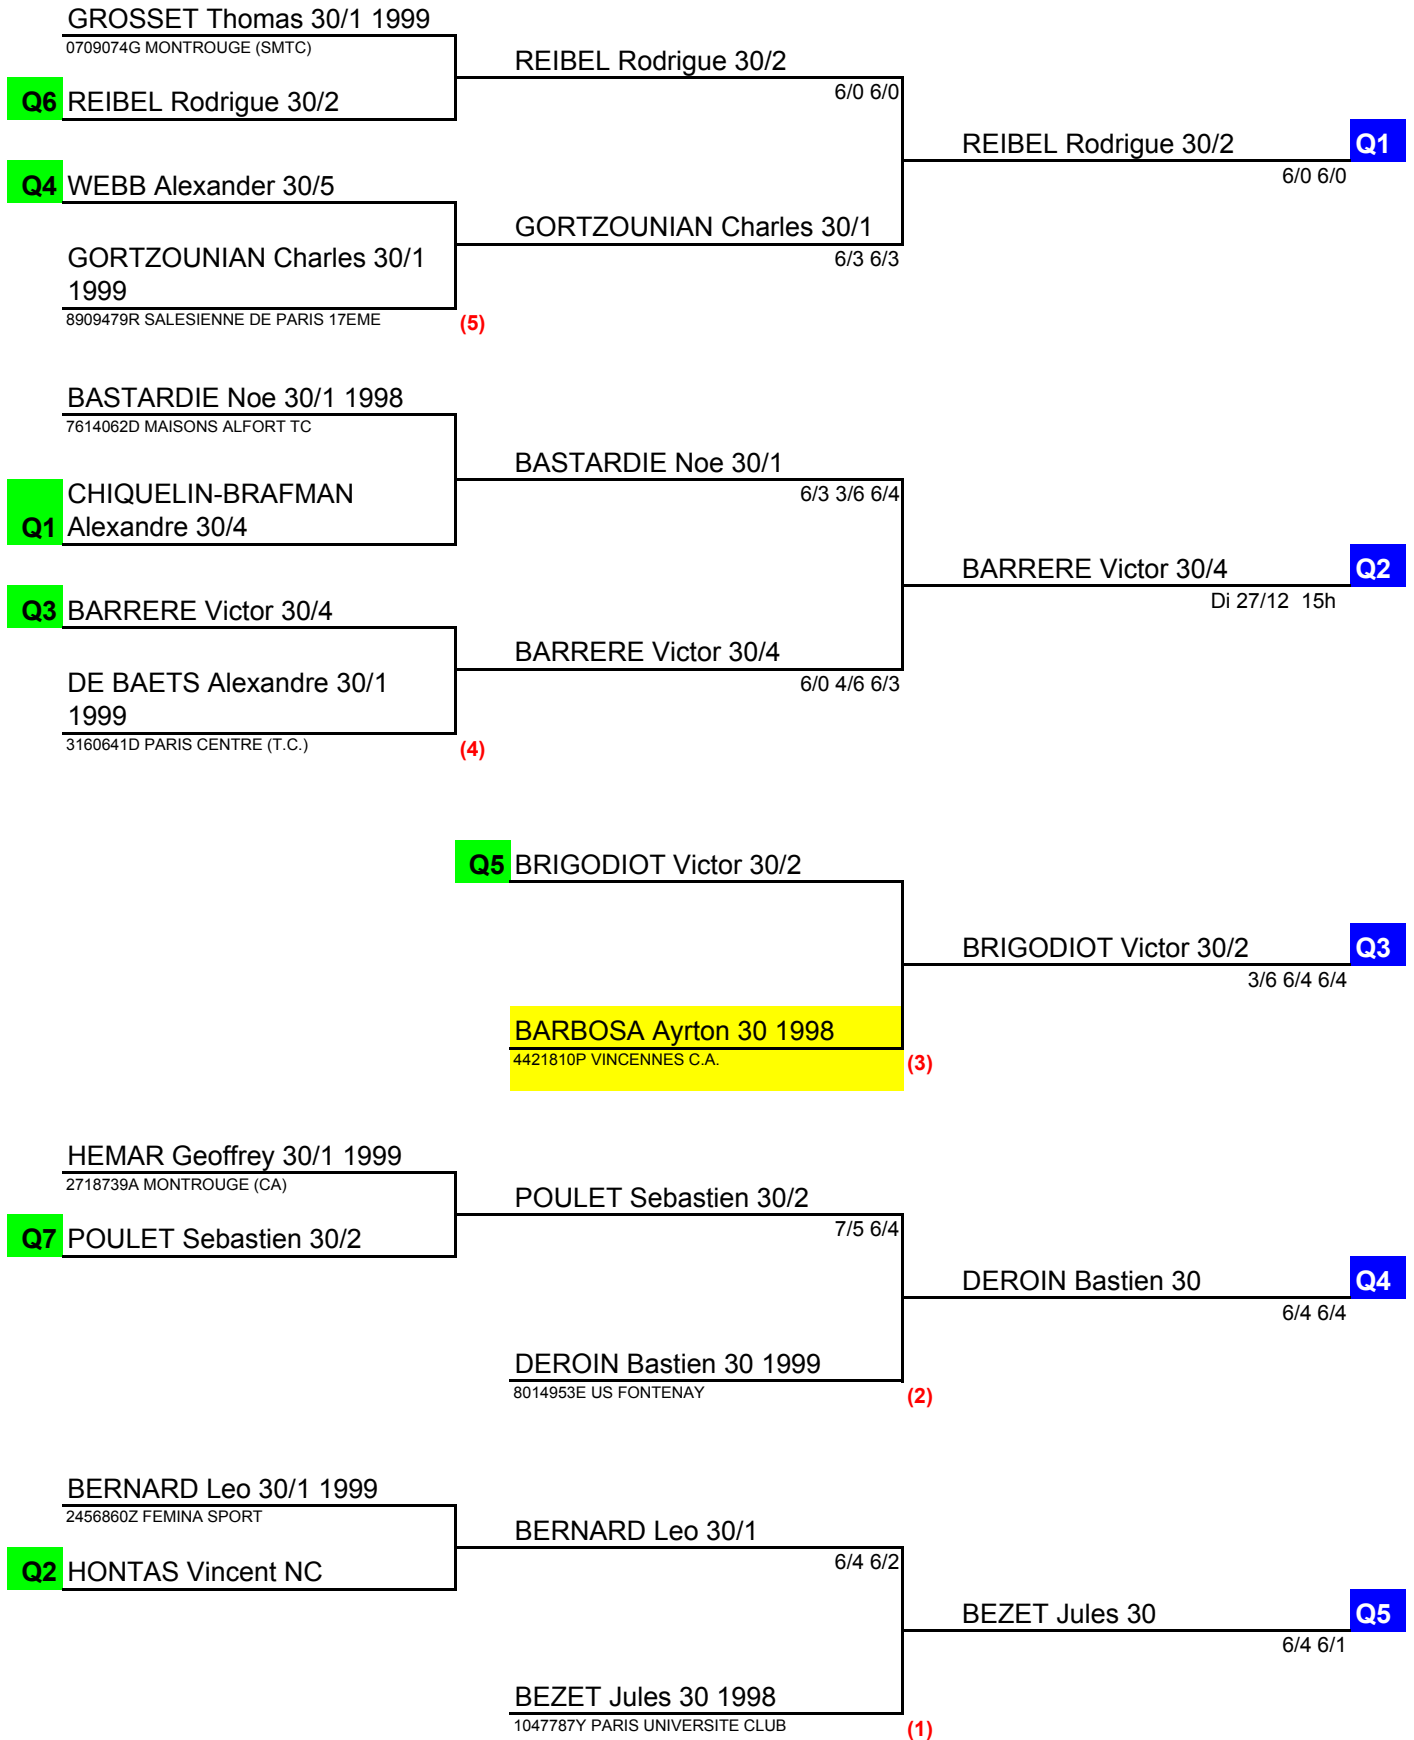 GROSSET Thomas 30/1 1999
0709074G MONTROUGE (SMTC)
REIBEL Rodrigue 30/2
6/0 6/0
Q6 REIBEL Rodrigue 30/2
REIBEL Rodrigue 30/2 Q1
6/0 6/0
Q4 WEBB Alexander 30/5
GORTZOUNIAN Charles 30/1
6/3 6/3
GORTZOUNIAN Charles 30/1
1999
8909479R SALESIENNE DE PARIS 17EME
(5)
BASTARDIE Noe 30/1 1998
7614062D MAISONS ALFORT TC
BASTARDIE Noe 30/1
6/3 3/6 6/4
CHIQUELIN-BRAFMAN
Q1 Alexandre 30/4
BARRERE Victor 30/4 Q2
Di 27/12 15h
Q3 BARRERE Victor 30/4
BARRERE Victor 30/4
6/0 4/6 6/3
DE BAETS Alexandre 30/1
1999
3160641D PARIS CENTRE (T.C.)
(4)
Q5 BRIGODIOT Victor 30/2
BRIGODIOT Victor 30/2 Q3
3/6 6/4 6/4
BARBOSA Ayrton 30 1998
4421810P VINCENNES C.A.
(3)
HEMAR Geoffrey 30/1 1999
2718739A MONTROUGE (CA)
POULET Sebastien 30/2
7/5 6/4
Q7 POULET Sebastien 30/2
DEROIN Bastien 30 Q4
6/4 6/4
DEROIN Bastien 30 1999
8014953E US FONTENAY
(2)
BERNARD Leo 30/1 1999
2456860Z FEMINA SPORT
BERNARD Leo 30/1
6/4 6/2
Q2 HONTAS Vincent NC
BEZET Jules 30 Q5
6/4 6/1
BEZET Jules 30 1998
1047787Y PARIS UNIVERSITE CLUB
(1)